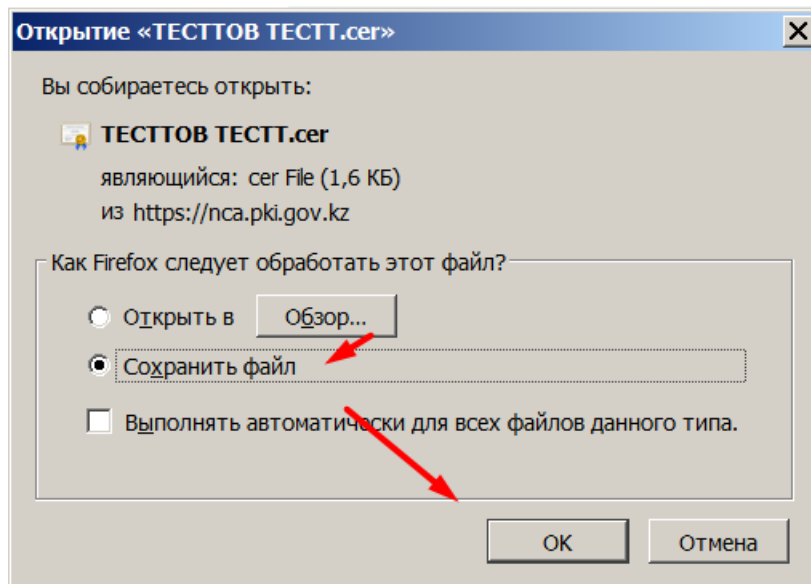 Открытие «ТЕСТТОВ ТЕСТТ.cer»
Вы собираетесь открыть:
ТЕСТТОВ ТЕСТТ.cer
являющийся: cer File (1,6 КБ)
из https://nca.pki.gov.kz
Как Firefox следует обработать этот файл?
Открыть в Обзор...
Сохранить файл
Выполнять автоматически для всех файлов данного типа.
OK Отмена